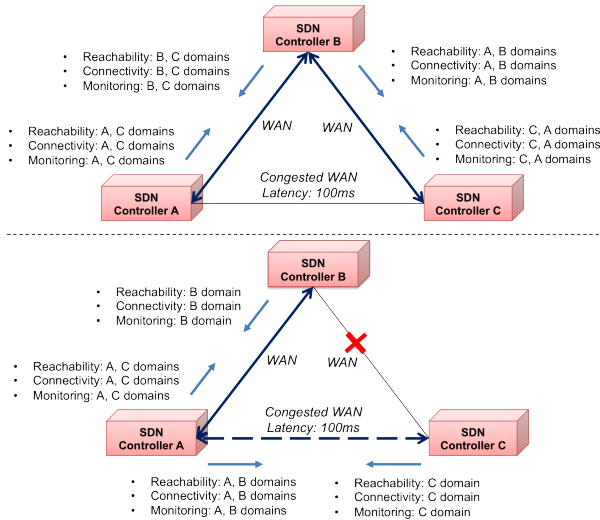 SDN
Controller B
• Reachability: B, C domains
• Connectivity: B, C domains
• Monitoring: B, C domains
• Reachability: A, B domains
• Connectivity: A, B domains
• Monitoring: A, B domains
• Reachability: A, C domains
• Connectivity: A, C domains
• Monitoring: A, C domains
WAN
WAN
• Reachability: C, A domains
• Connectivity: C, A domains
• Monitoring: C, A domains
Congested WAN
Latency: 100ms
SDN
Controller A
SDN
Controller C
SDN
Controller B
• Reachability: B domain
• Connectivity: B domain
• Monitoring: B domain
• Reachability: A, C domains
• Connectivity: A, C domains
• Monitoring: A, C domains
WAN
WAN
Congested WAN
Latency: 100ms
SDN
Controller A
SDN
Controller C
• Reachability: A, B domains
• Connectivity: A, B domains
• Monitoring: A, B domains
• Reachability: C domain
• Connectivity: C domain
• Monitoring: C domain